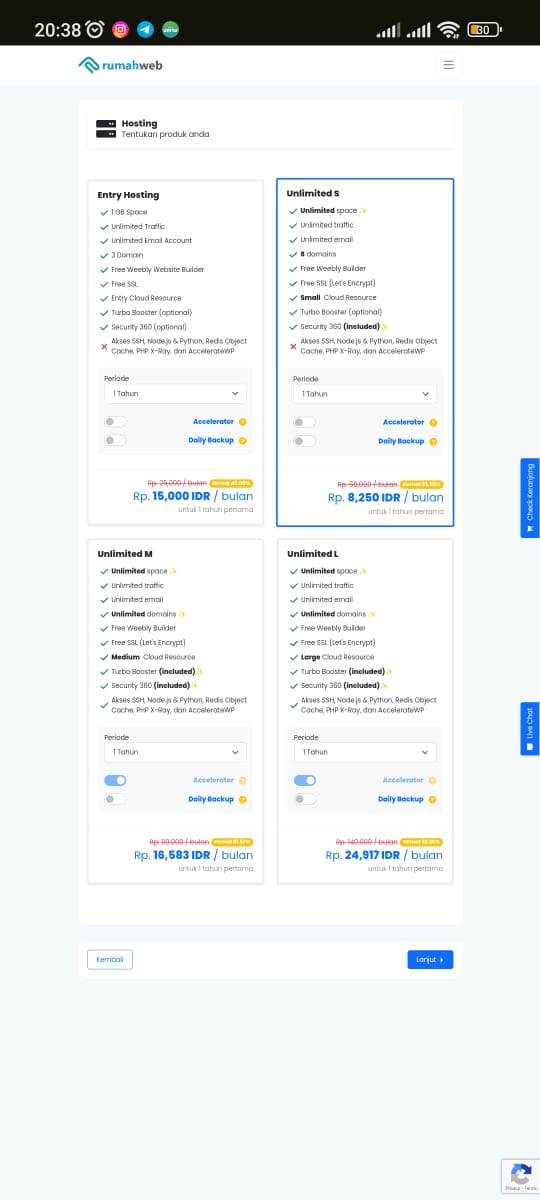 20:38
30
rumahweb
Hosting
Tentukan produk anda
Entry Hosting
1 GB Space
Unlimited Traffic
Unlimited Email Account
3 Domain
Free Weebly Website Builder
Free SSL
Entry Cloud Resource
Turbo Booster (optional)
Security 360 (optional)
Akses SSH, Node.js & Python, Redis Object
Cache, PHP X-Ray, dan AccelerateWP
Periode
1 Tahun
Accelerator ?
Daily Backup ?
Rp. 25,000 / bulan Hemat 40.00%
Rp. 15,000 IDR / bulan
untuk 1 tahun pertama
Unlimited S
Unlimited space ✨
Unlimited traffic
Unlimited email
6 domains
Free Weebly Builder
Free SSL (Let's Encrypt)
Small Cloud Resource
Turbo Booster (optional)
Security 360 (included)✨
Akses SSH, Node.js & Python, Redis Object
Cache, PHP X-Ray, dan AccelerateWP
Periode
1 Tahun
Accelerator ?
Daily Backup ?
Rp. 50,000 / bulan Hemat 83.50%
Rp. 8,250 IDR / bulan
untuk 1 tahun pertama
Unlimited M
Unlimited space ✨
Unlimited traffic
Unlimited email
Unlimited domains ✨
Free Weebly Builder
Free SSL (Let's Encrypt)
Medium Cloud Resource
Turbo Booster (included)✨
Security 360 (included)✨
Akses SSH, Node.js & Python, Redis Object
Cache, PHP X-Ray, dan AccelerateWP
Periode
1 Tahun
Accelerator ?
Daily Backup ?
Rp. 90,000 / bulan Hemat 81.57%
Rp. 16,583 IDR / bulan
untuk 1 tahun pertama
Unlimited L
Unlimited space ✨
Unlimited traffic
Unlimited email
Unlimited domains ✨
Free Weebly Builder
Free SSL (Let's Encrypt)
Large Cloud Resource
Turbo Booster (included)✨
Security 360 (included)✨
Akses SSH, Node.js & Python, Redis Object
Cache, PHP X-Ray, dan AccelerateWP
Periode
1 Tahun
Accelerator ?
Daily Backup ?
Rp. 140,000 / bulan Hemat 82.20%
Rp. 24,917 IDR / bulan
untuk 1 tahun pertama
Check Keranjang
Live Chat
Kembali
Lanjut
Privacy - Terms